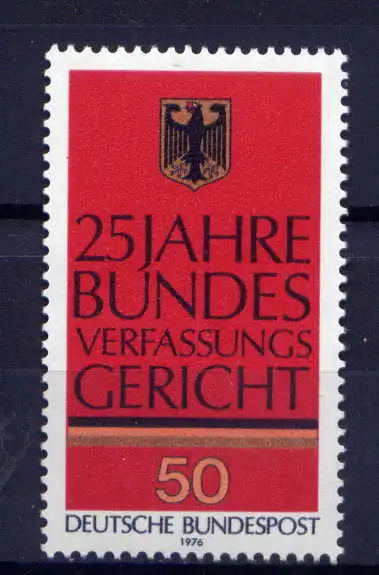 25 JAHRE
BUNDES
VERFASSUNGS
GERICHT
50
DEUTSCHE BUNDESPOST
1976